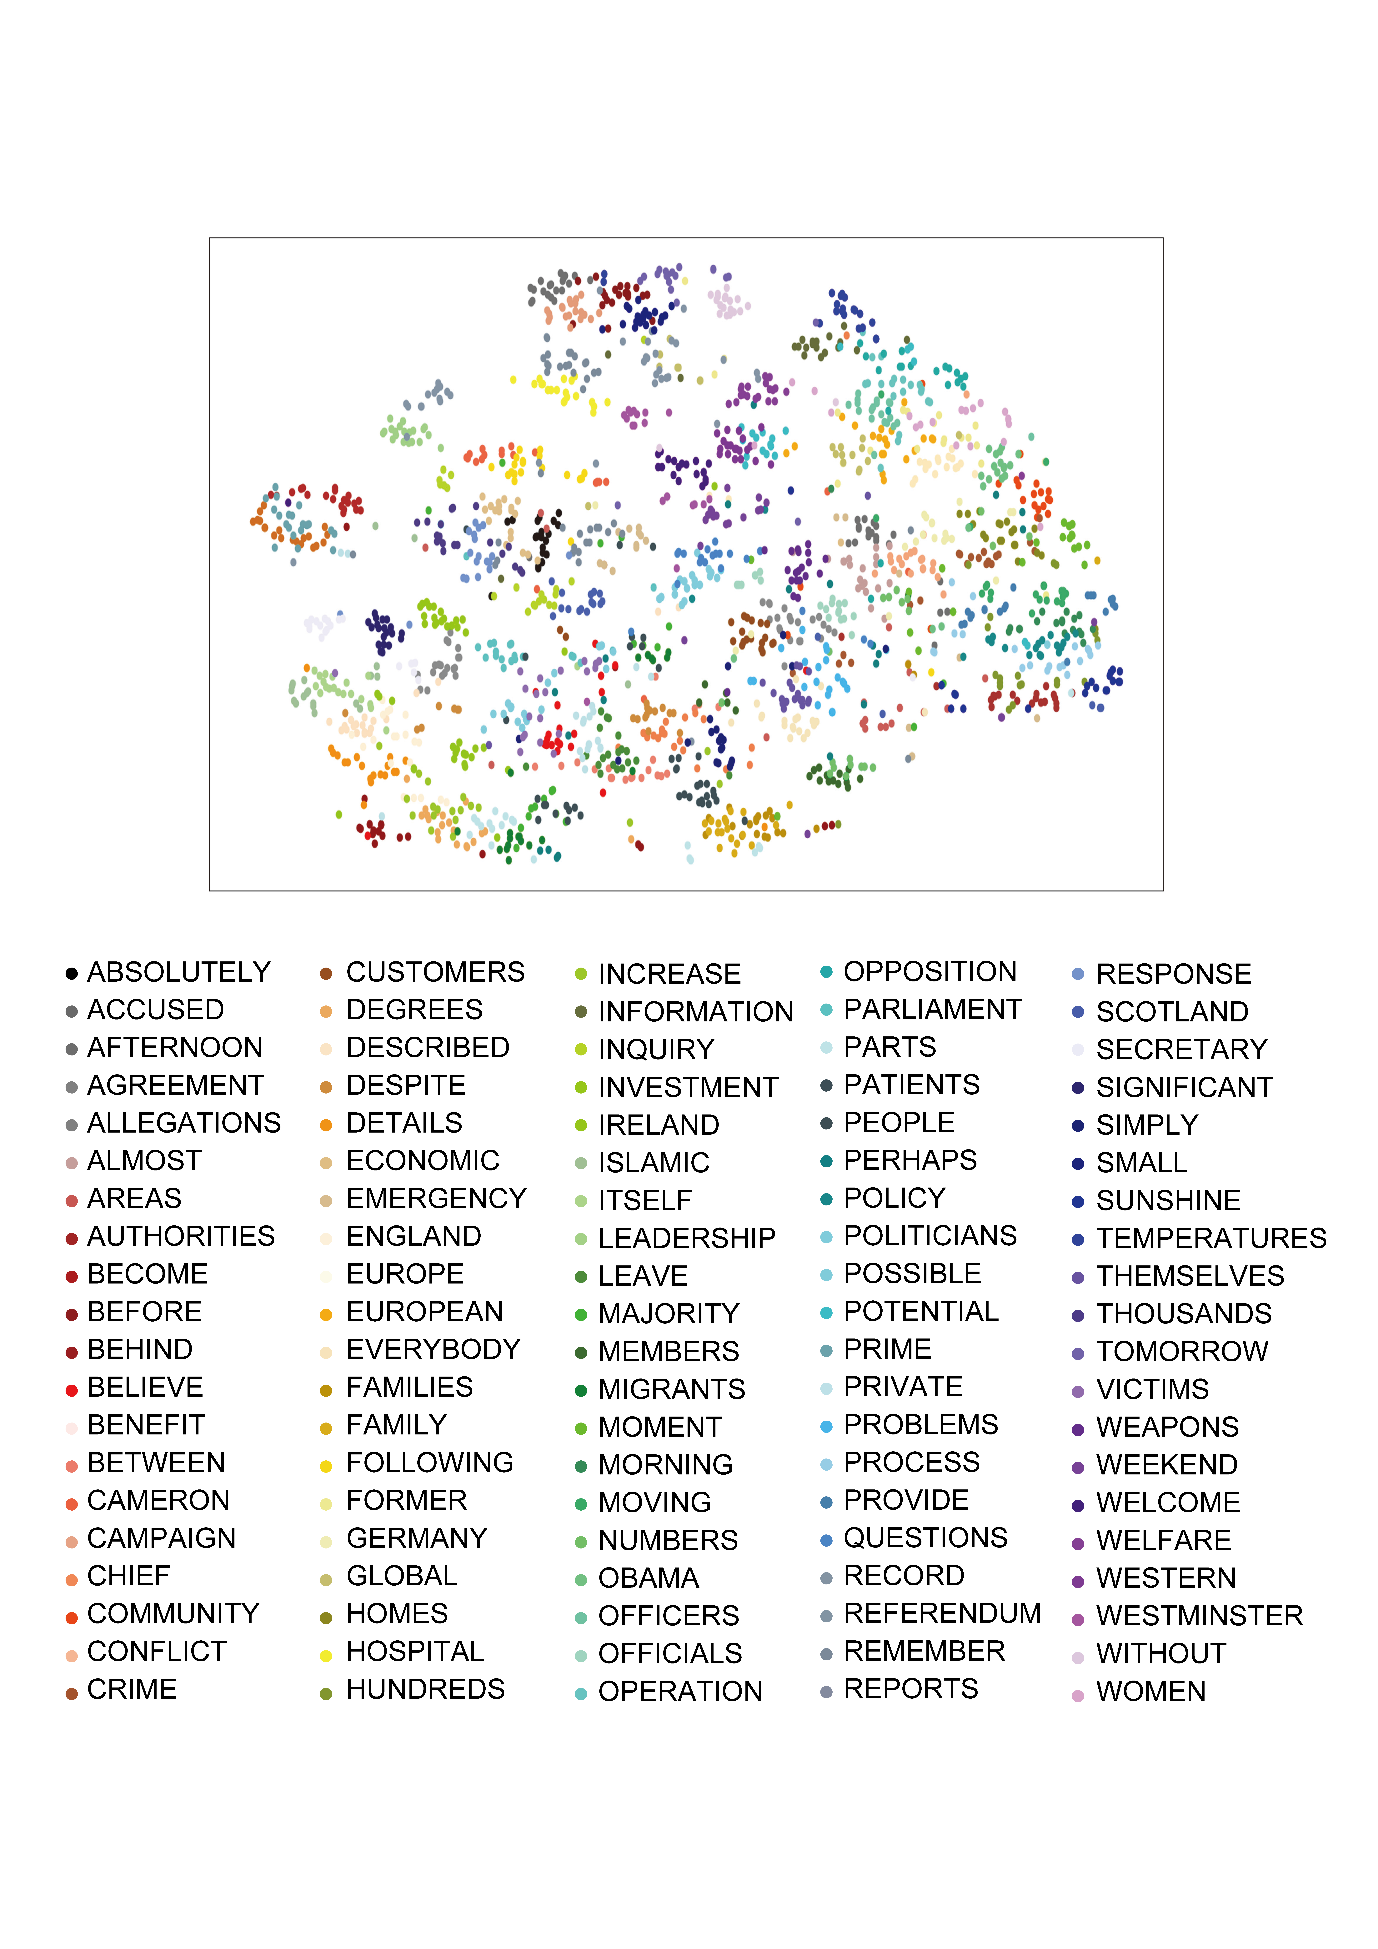 ABSOLUTELY
ACCUSED
AFTERNOON
AGREEMENT
ALLEGATIONS
ALMOST
AREAS
AUTHORITIES
BECOME
BEFORE
BEHIND
BELIEVE
BENEFIT
BETWEEN
CAMERON
CAMPAIGN
CHIEF
COMMUNITY
CONFLICT
CRIME
CUSTOMERS
DEGREES
DESCRIBED
DESPITE
DETAILS
ECONOMIC
EMERGENCY
ENGLAND
EUROPE
EUROPEAN
EVERYBODY
FAMILIES
FAMILY
FOLLOWING
FORMER
GERMANY
GLOBAL
HOMES
HOSPITAL
HUNDREDS
INCREASE
INFORMATION
INQUIRY
INVESTMENT
IRELAND
ISLAMIC
ITSELF
LEADERSHIP
LEAVE
MAJORITY
MEMBERS
MIGRANTS
MOMENT
MORNING
MOVING
NUMBERS
OBAMA
OFFICERS
OFFICIALS
OPERATION
OPPOSITION
PARLIAMENT
PARTS
PATIENTS
PEOPLE
PERHAPS
POLICY
POLITICIANS
POSSIBLE
POTENTIAL
PRIME
PRIVATE
PROBLEMS
PROCESS
PROVIDE
QUESTIONS
RECORD
REFERENDUM
REMEMBER
REPORTS
RESPONSE
SCOTLAND
SECRETARY
SIGNIFICANT
SIMPLY
SMALL
SUNSHINE
TEMPERATURES
THEMSELVES
THOUSANDS
TOMORROW
VICTIMS
WEAPONS
WEEKEND
WELCOME
WELFARE
WESTERN
WESTMINSTER
WITHOUT
WOMEN